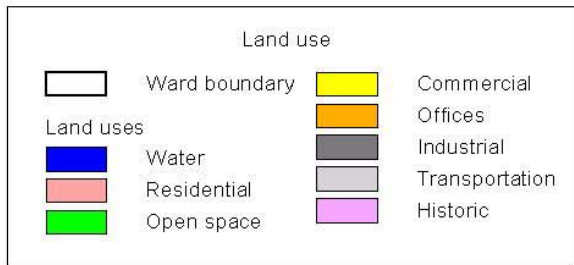 Land use
Ward boundary
Land uses
Water
Residential
Open space
Commercial
Offices
Industrial
Transportation
Historic